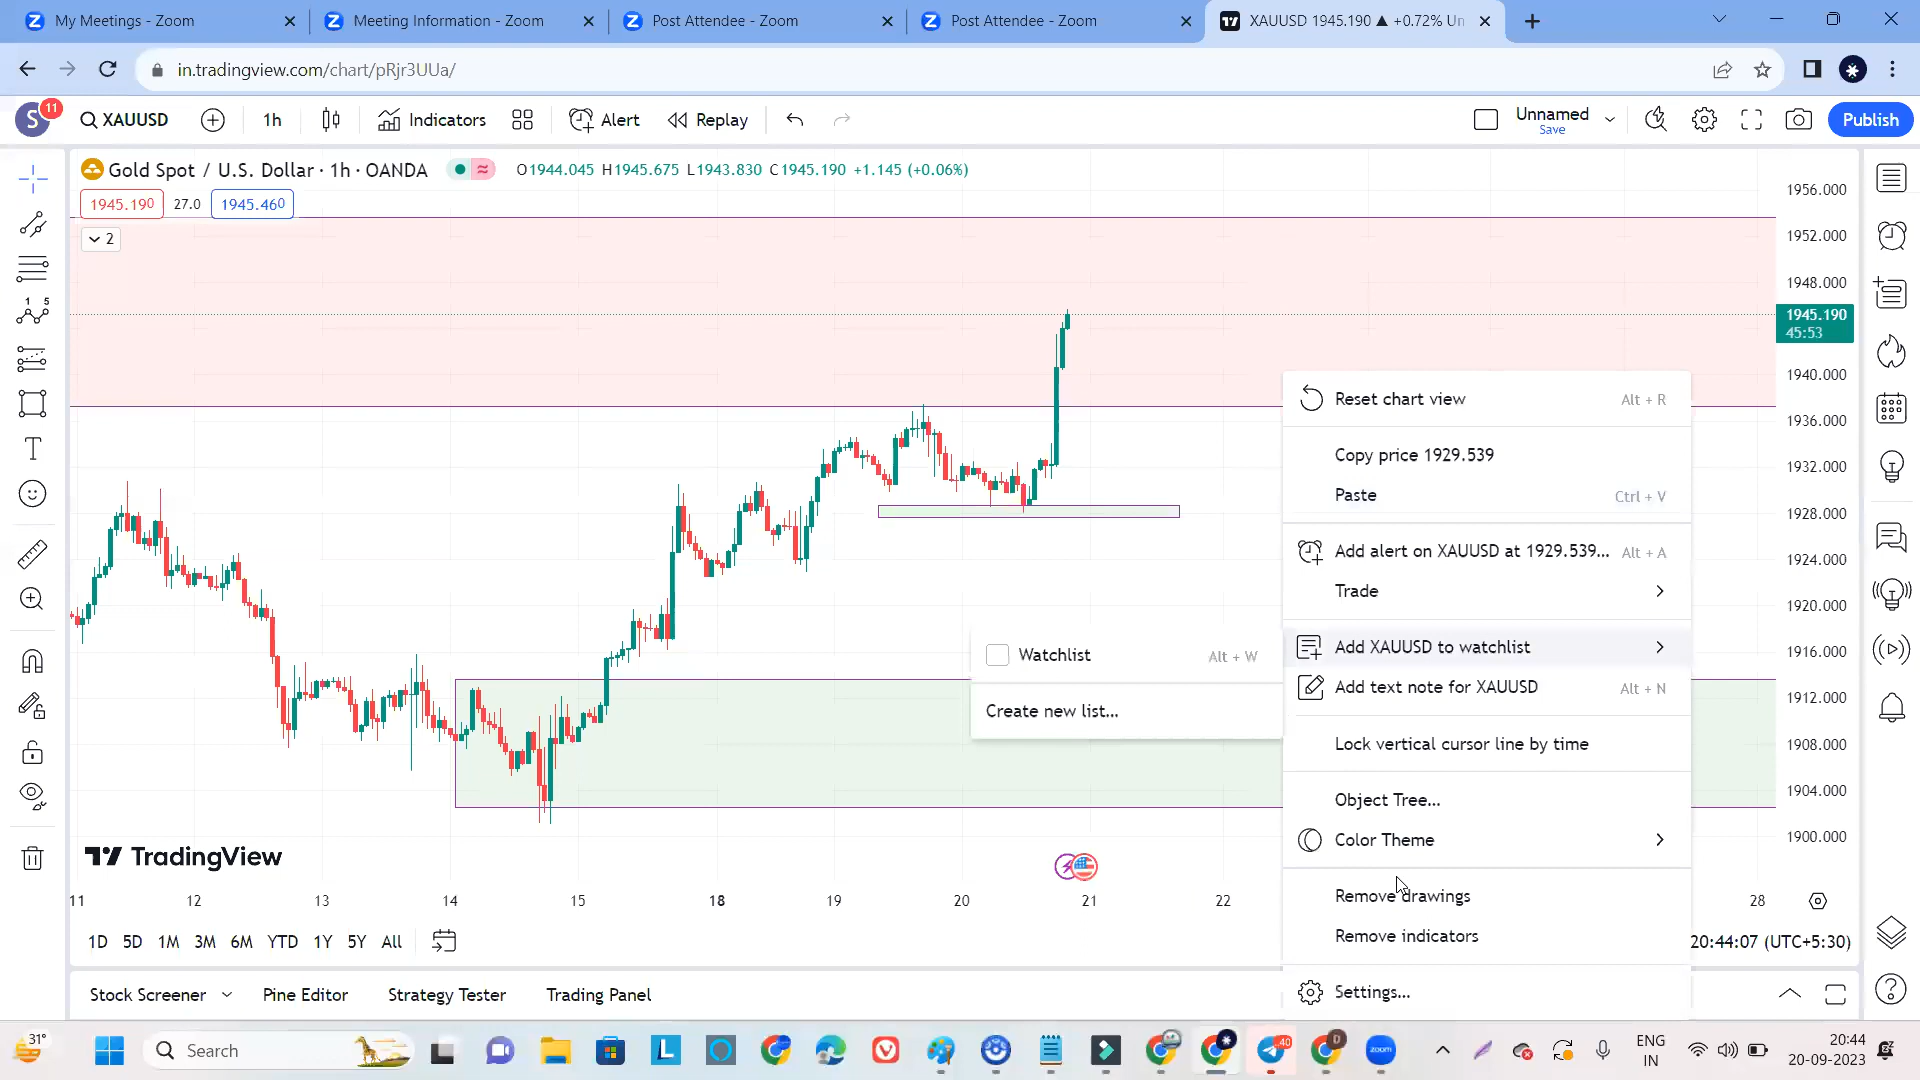 My Meetings - Zoom
Meeting Information - Zoom
Post Attendee - Zoom
Post Attendee - Zoom
XAUUSD 1945.190 ▲ +0.72% Un
in.tradingview.com/chart/pRjr3UUa/
S
11
XAUUSD
1h
Indicators
Alert
Replay
Unnamed
Save
Publish
Gold Spot / U.S. Dollar · 1h · OANDA
O1944.045 H1945.675 L1943.830 C1945.190 +1.145 (+0.06%)
1945.190
27.0
1945.460
2
1956.000
1952.000
1948.000
1945.190
45:53
1940.000
1936.000
1932.000
1928.000
1924.000
1920.000
1916.000
1912.000
1908.000
1904.000
1900.000
Reset chart view Alt + R
Copy price 1929.539
Paste Ctrl + V
Add alert on XAUUSD at 1929.539... Alt + A
Trade
Add XAUUSD to watchlist
Add text note for XAUUSD Alt + N
Lock vertical cursor line by time
Object Tree...
Color Theme
Remove drawings
Remove indicators
Settings...
Watchlist Alt + W
Create new list...
TradingView
11 12 13 14 15 18 19 20 21 22 28
1D 5D 1M 3M 6M YTD 1Y 5Y All
20:44:07 (UTC+5:30)
Stock Screener
Pine Editor
Strategy Tester
Trading Panel
31°
Search
L
zoom
40
D
ENG
IN
20:44
20-09-2023